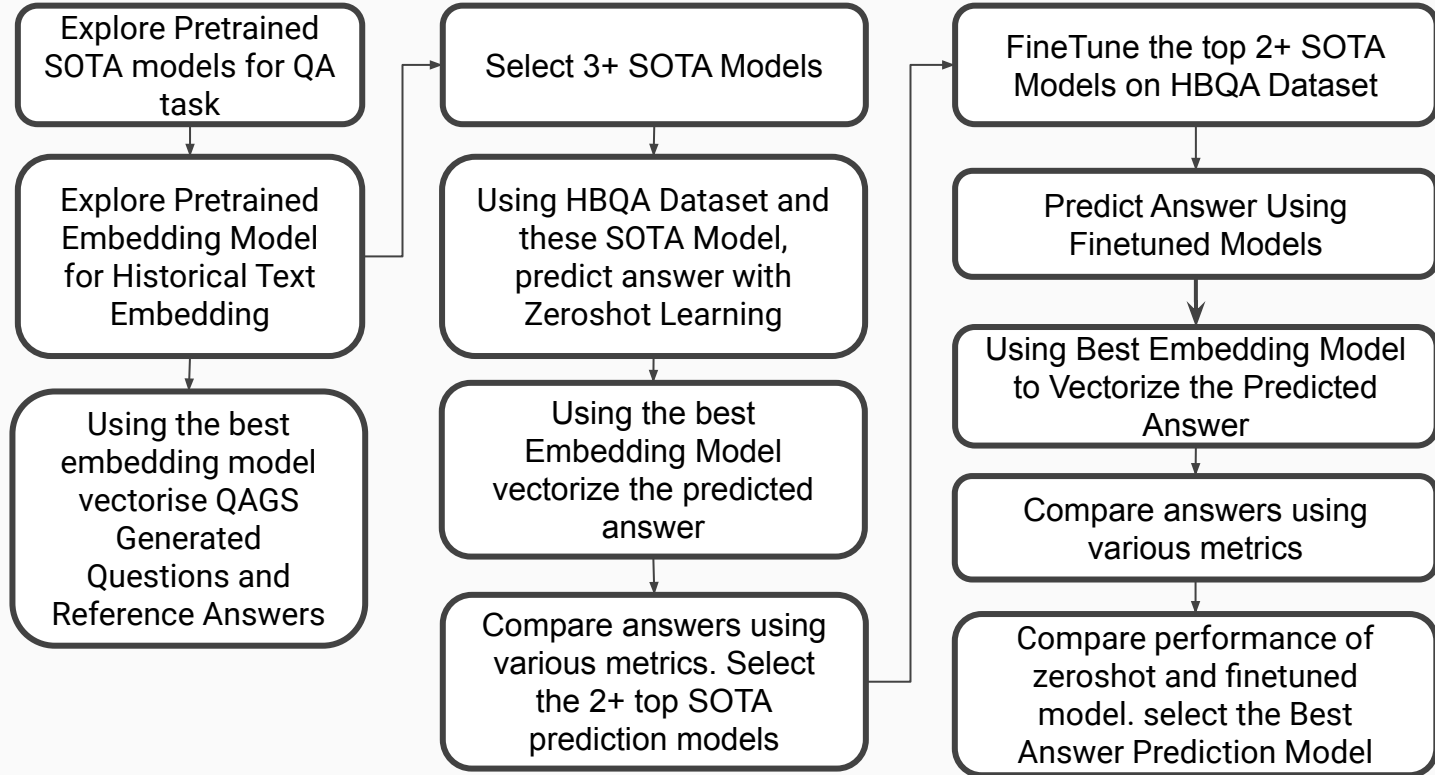 Explore Pretrained
SOTA models for QA
task
Explore Pretrained
Embedding Model
for Historical Text
Embedding
Using the best
embedding model
vectorise QAGS
Generated
Questions and
Reference Answers
Select 3+ SOTA Models
Using HBQA Dataset and
these SOTA Model,
predict answer with
Zeroshot Learning
Using the best
Embedding Model
vectorize the predicted
answer
Compare answers using
various metrics. Select
the 2+ top SOTA
prediction models
FineTune the top 2+ SOTA
Models on HBQA Dataset
Predict Answer Using
Finetuned Models
Using Best Embedding Model
to Vectorize the Predicted
Answer
Compare answers using
various metrics
Compare performance of
zeroshot and finetuned
model. select the Best
Answer Prediction Model